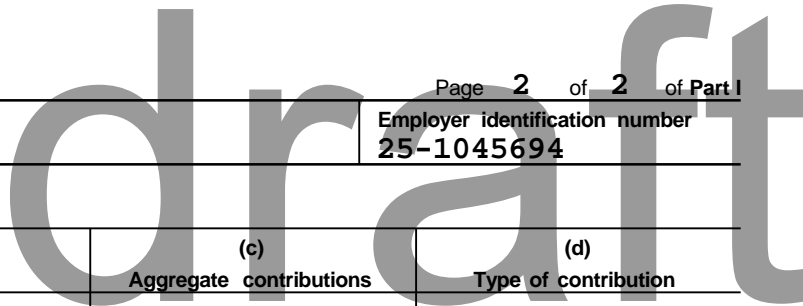 Page 2 of 2 of Part I
Employer identification number
25-1045694
draft
(c) (d)
Aggregate contributions Type of contribution